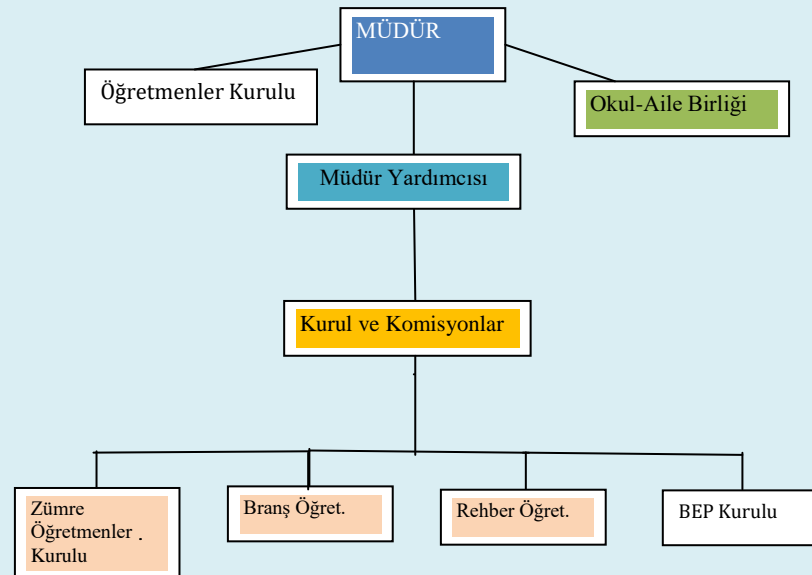 MÜDÜR
Öğretmenler Kurulu
Okul-Aile Birliği
Müdür Yardımcısı
Kurul ve Komisyonlar
Zümre
Öğretmenler
Kurulu
Branş Öğret.
Rehber Öğret.
BEP Kurulu